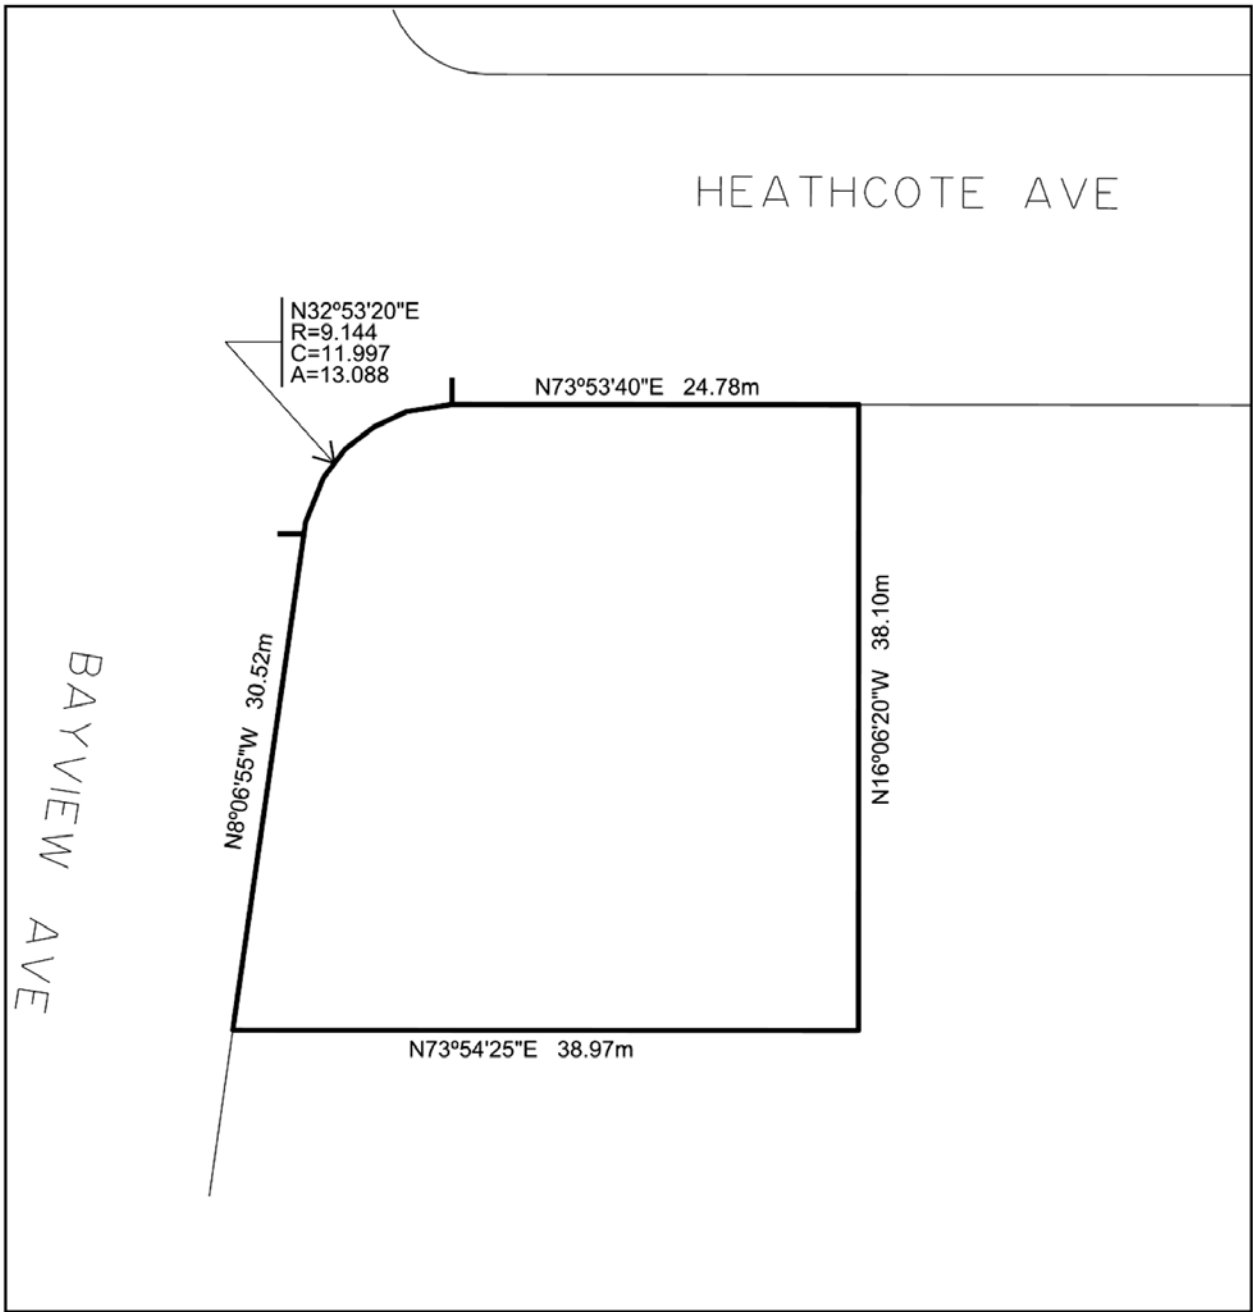 HEATHCOTE AVE
N32º53'20"E
R=9.144
C=11.997
A=13.088
N73º53'40"E 24.78m
N16º06'20"W 38.10m
N8º06'55"W 30.52m
BAYVIEW AVE
N73º54'25"E 38.97m